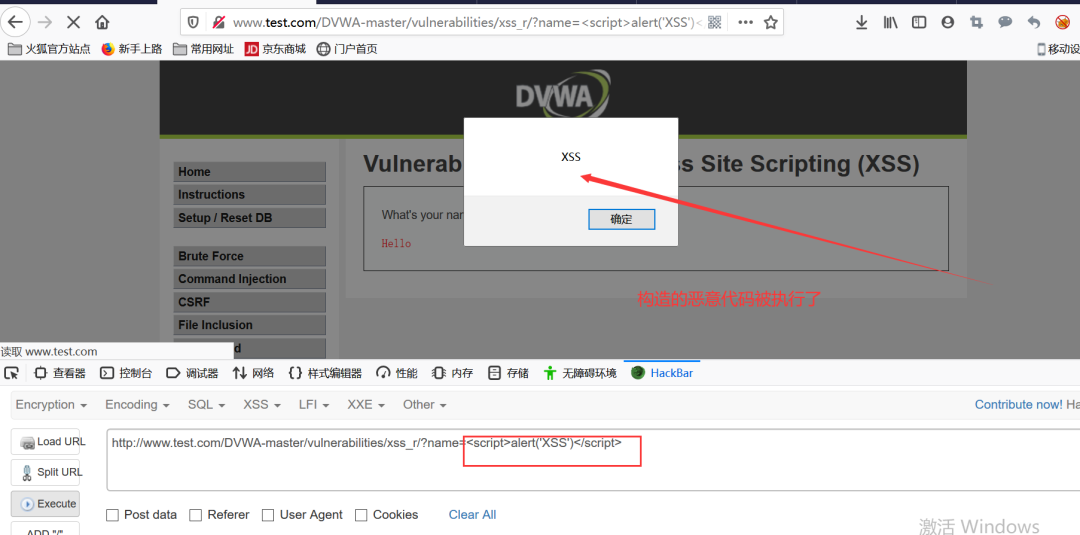 www.test.com/DVWA-master/vulnerabilities/xss_r/?name=<script>alert('XSS')<
火狐官方站点 新手上路 常用网址 JD 京东商城 门户首页 移动设
DVWA
XSS
Vulnerab ss Site Scripting (XSS)
Home
Instructions
确定
What's your nar
Setup / Reset DB
Hello
Brute Force
Command Injection
构造的恶意代码被执行了
CSRF
File Inclusion
d
读取 www.test.com
查看器 控制台 调试器 网络 样式编辑器 性能 内存 存储 无障碍环境 HackBar
Encryption Encoding SQL XSS LFI XXE Other Contribute now! Ha
Load URL
http://www.test.com/DVWA-master/vulnerabilities/xss_r/?name=<script>alert('XSS')</script>
Split URL
Execute
Post data Referer User Agent Cookies Clear All
ADD "/"
激活 Windows